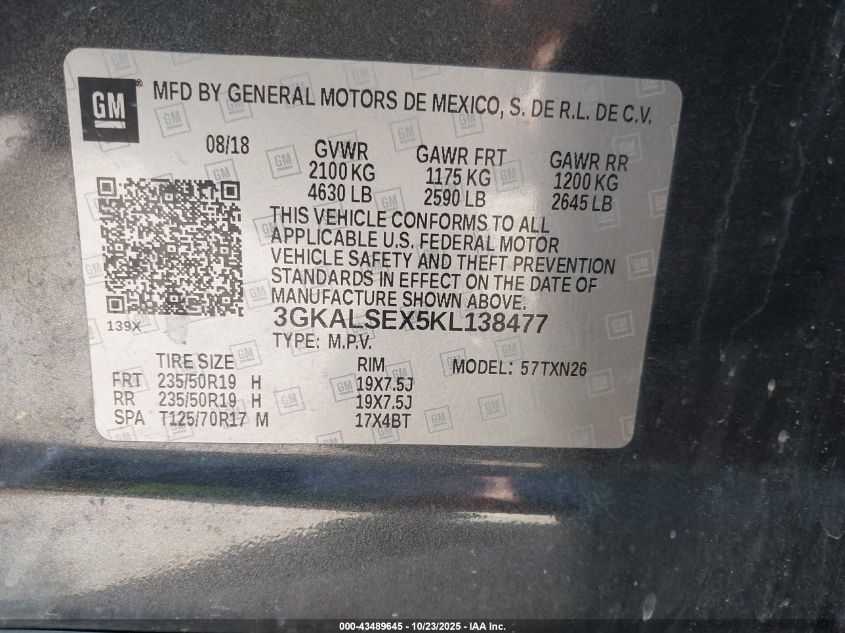 GM
MFD BY GENERAL MOTORS DE MEXICO, S. DE R.L. DE C.V.
08/18
GVWR
2100 KG
4630 LB
GAWR FRT
1175 KG
2590 LB
GAWR RR
1200 KG
2645 LB
THIS VEHICLE CONFORMS TO ALL
APPLICABLE U.S. FEDERAL MOTOR
VEHICLE SAFETY AND THEFT PREVENTION
STANDARDS IN EFFECT ON THE DATE OF
MANUFACTURE SHOWN ABOVE.
139X
3GKALSEX5KL138477
TYPE: M.P.V.
MODEL: 57TXN26
TIRE SIZE RIM
FRT 235/50R19 H 19X7.5J
RR 235/50R19 H 19X7.5J
SPA T125/70R17 M 17X4BT
000-43489645 - 10/23/2025 - IAA Inc.